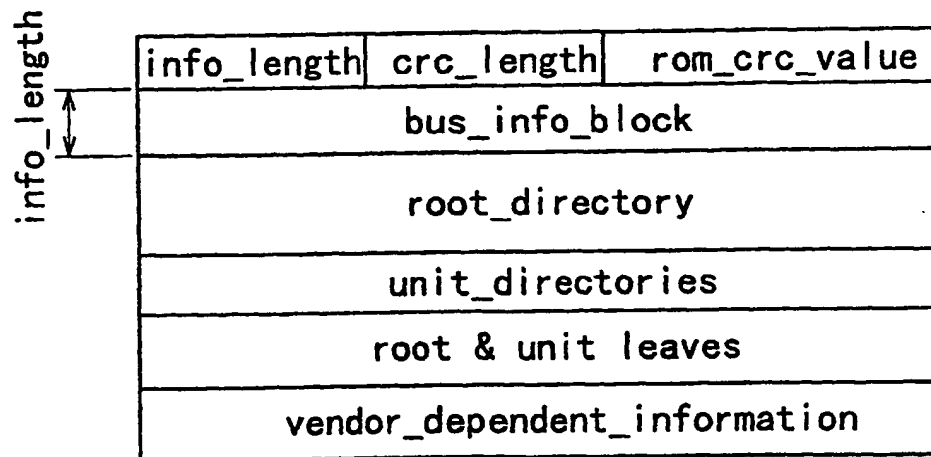 info_length
info_length crc_length rom_crc_value
bus_info_block
root_directory
unit_directories
root & unit leaves
vendor_dependent_information